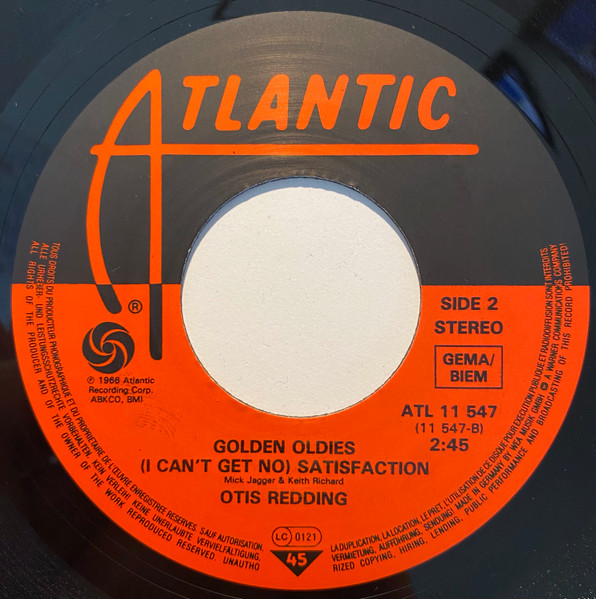 ATLANTIC
®
SIDE 2
STEREO
GEMA/
BIEM
℗ 1966 Atlantic
Recording Corp.
ABKCO, BMI
ATL 11 547
(11 547-B)
2:45
GOLDEN OLDIES
(I CAN'T GET NO) SATISFACTION
Mick Jagger & Keith Richard
OTIS REDDING
LC 0121
45
TOUS DROITS DU PRODUCTEUR PHONOGRAPHIQUE ET DU PROPRIETAIRE DE L'ŒUVRE ENREGISTREE RESERVES. SAUF AUTORISATION,
LA DUPLICATION, LA LOCATION, LE PRET, L'UTILISATION DE CE DISQUE POUR EXECUTION PUBLIQUE ET RADIODIFFUSION SONT INTERDITS
ALLE URHEBER- UND LEISTUNGSSCHUTZRECHTE VORBEHALTEN. KEIN VERLEIH! KEINE UNERLAUBTE VERVIELFÄLTIGUNG,
VERMIETUNG, AUFFÜHRUNG, SENDUNG! MADE IN GERMANY BY WEA MUSIK GMBH A WARNER COMMUNICATIONS COMPANY
ALL RIGHTS OF THE PRODUCER AND OF THE OWNER OF THE WORK REPRODUCED RESERVED. UNAUTHO
RIZED COPYING, HIRING, LENDING, PUBLIC PERFORMANCE AND BROADCASTING OF THIS RECORD PROHIBITED!